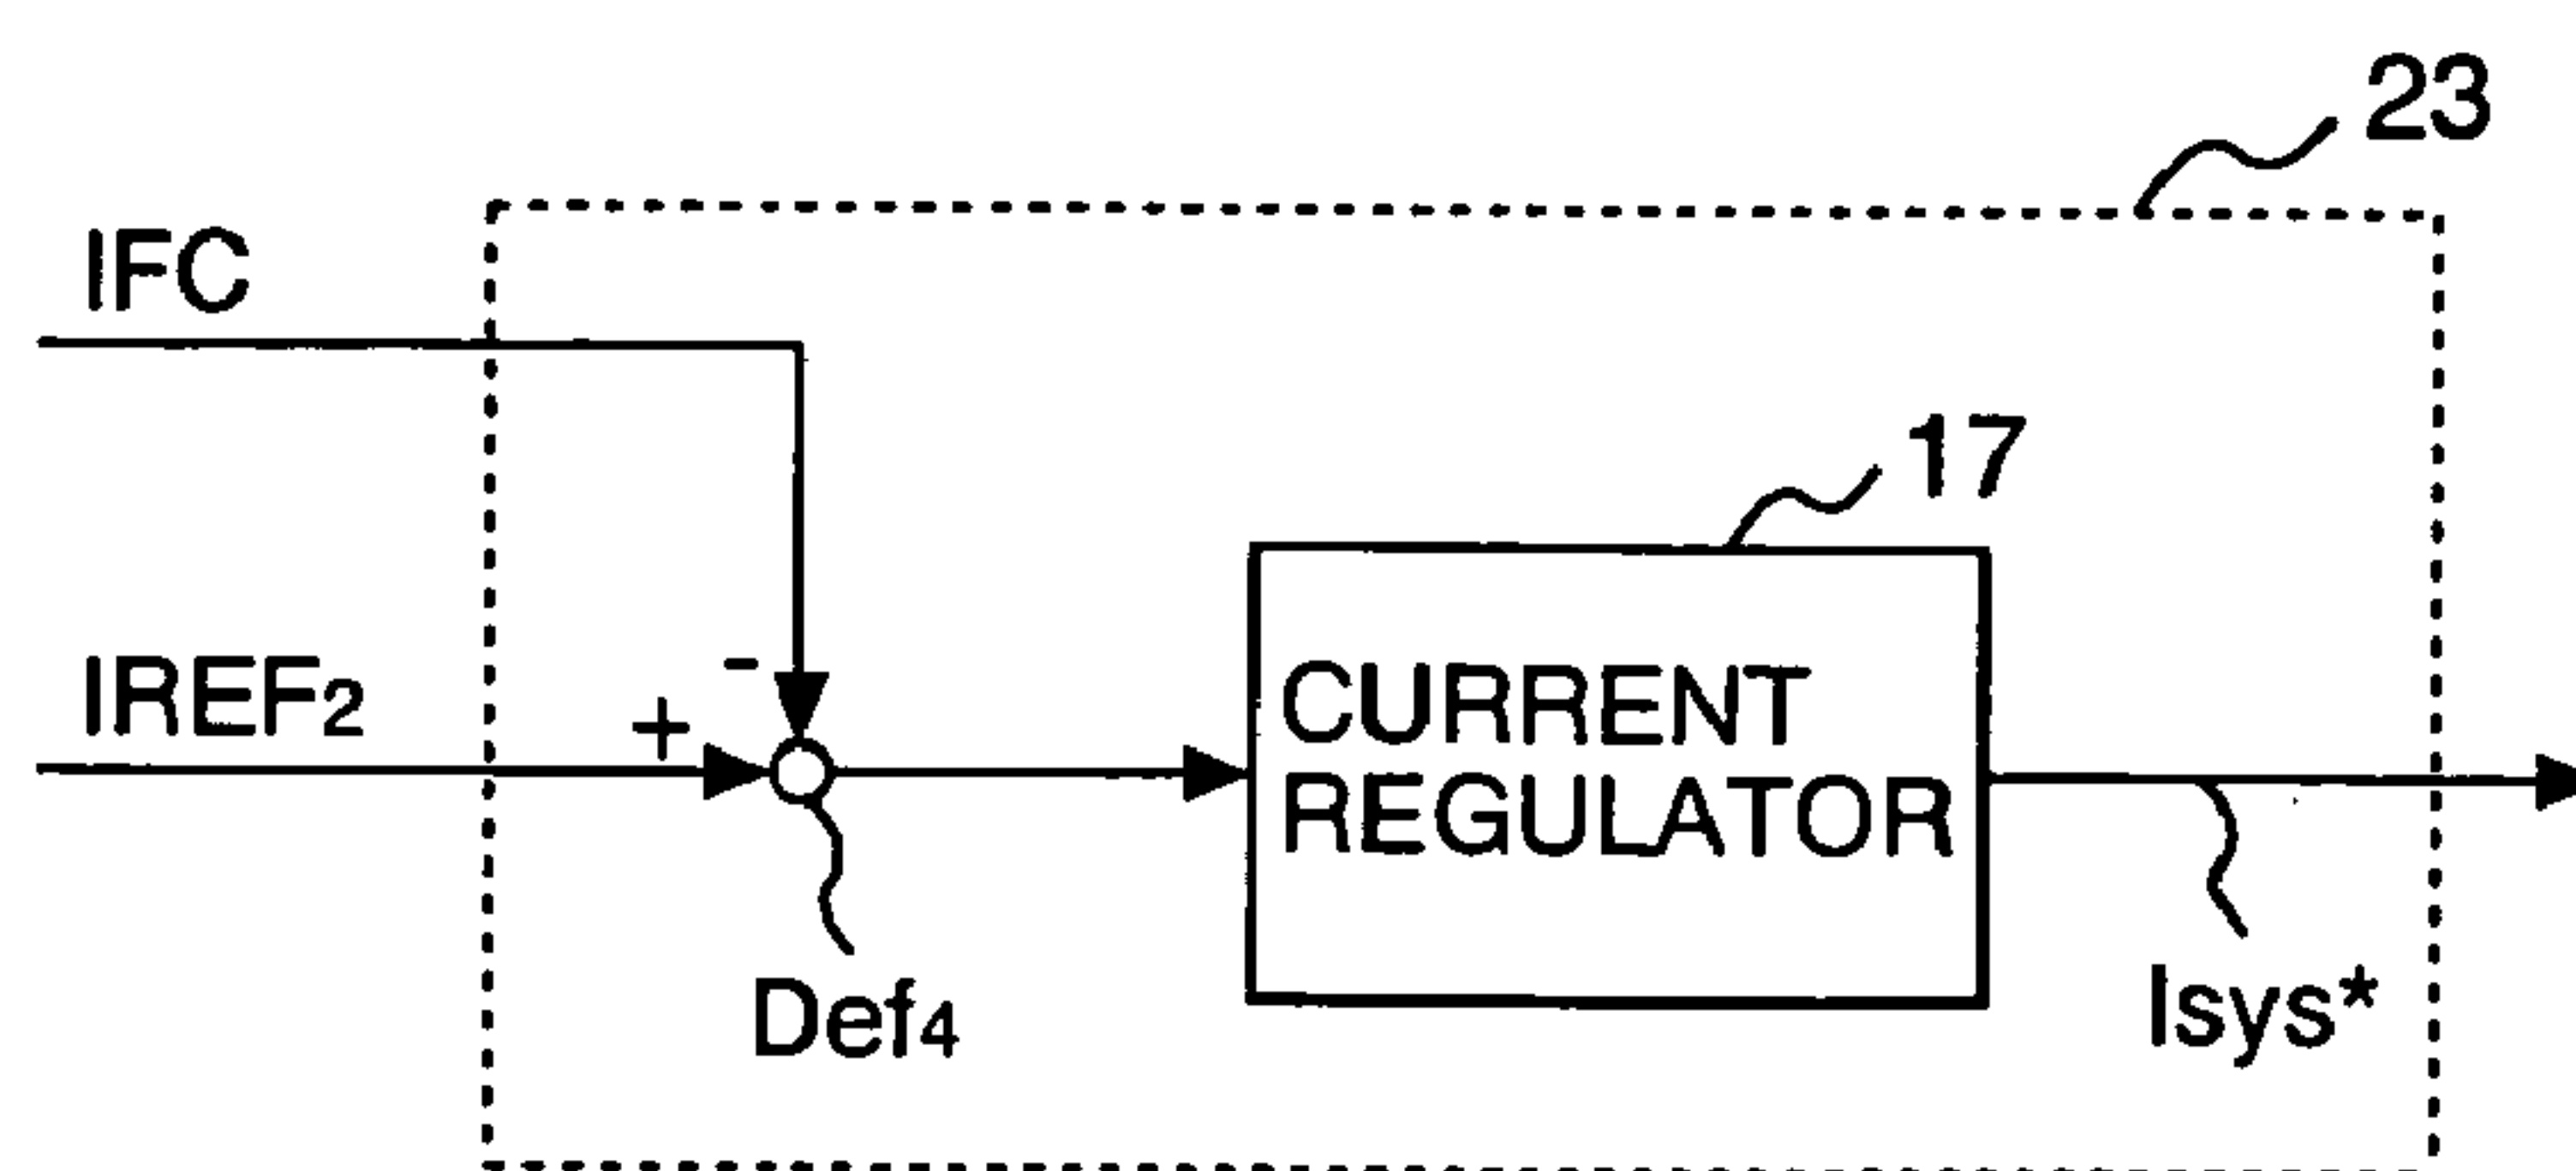 23
IFC
17
IREF2
-
+
CURRENT
REGULATOR
Def4
Isys*